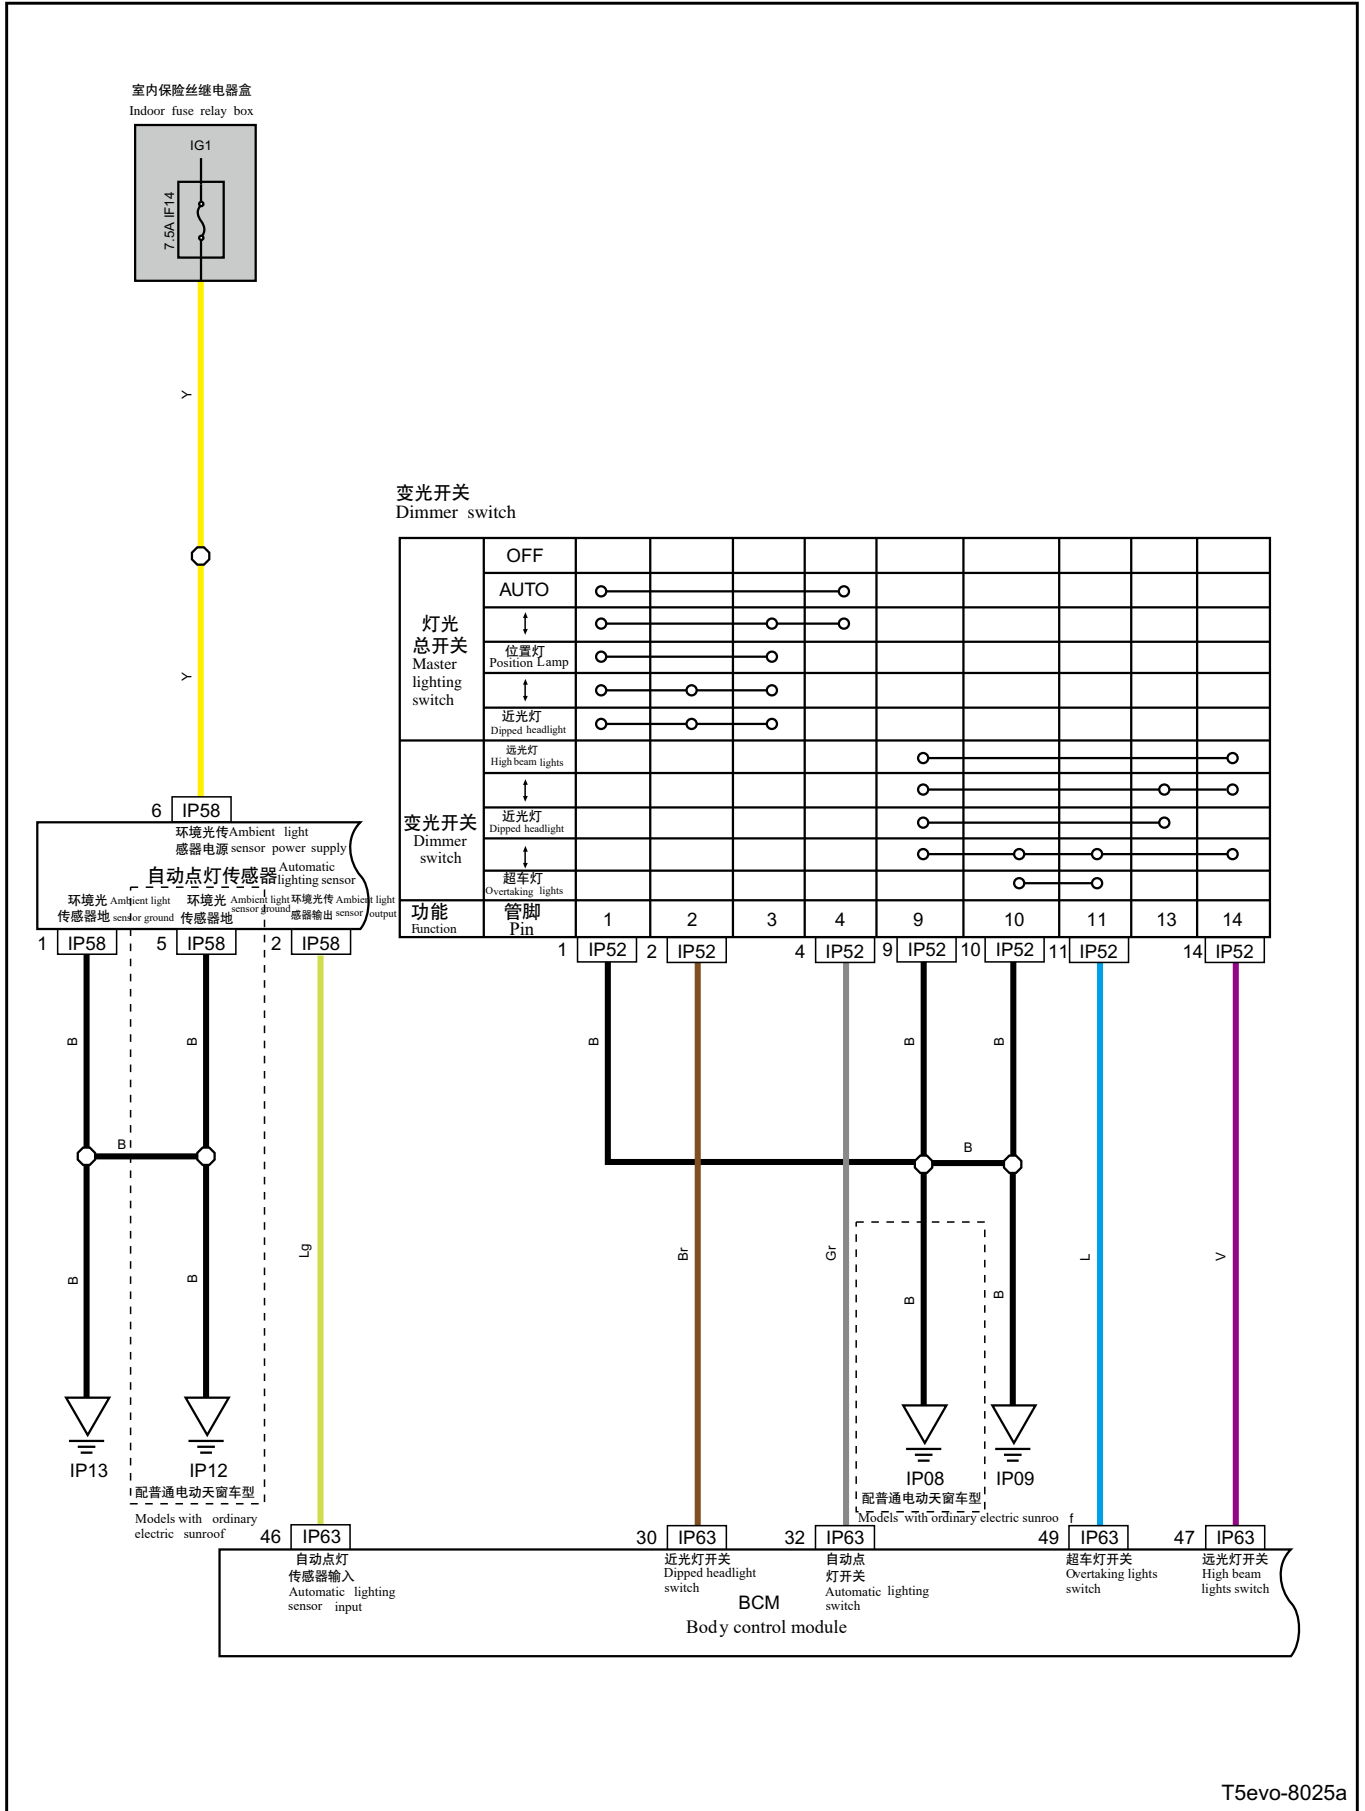 室内保险丝继电器盒
Indoor fuse relay box
IG1
7.5A IF14
Y
Y
变光开关
Dimmer switch
OFF
AUTO
灯光
总开关
Master
lighting
switch
位置灯
Position Lamp
近光灯
Dipped headlight
远光灯
High beam lights
变光开关
Dimmer
switch
近光灯
Dipped headlight
超车灯
Overtaking lights
功能
Function
管脚
Pin
1 2 3 4 9 10 11 13 14
6 IP58
环境光传Ambient light
感器电源 sensor power supply
自动点灯传感器 Automatic
lighting sensor
环境光 Ambient light
传感器地 sensor ground
环境光 Ambient light
传感器地 sensor ground
环境光传 Ambient light
感器输出 sensor output
1 IP58 5 IP58 2 IP58
1 IP52 2 IP52 4 IP52 9 IP52 10 IP52 11 IP52 14 IP52
B B B B B
B B
Lg Br Gr L V
B B B B
IP13 IP12
IP08 IP09
配普通电动天窗车型
Models with ordinary
electric sunroof
配普通电动天窗车型
Models with ordinary electric sunroo f
46 IP63 30 IP63 32 IP63 49 IP63 47 IP63
自动点灯
传感器输入
Automatic lighting
sensor input
近光灯开关
Dipped headlight
switch
自动点
灯开关
Automatic lighting
switch
超车灯开关
Overtaking lights
switch
远光灯开关
High beam
lights switch
BCM
Body control module
T5evo-8025a